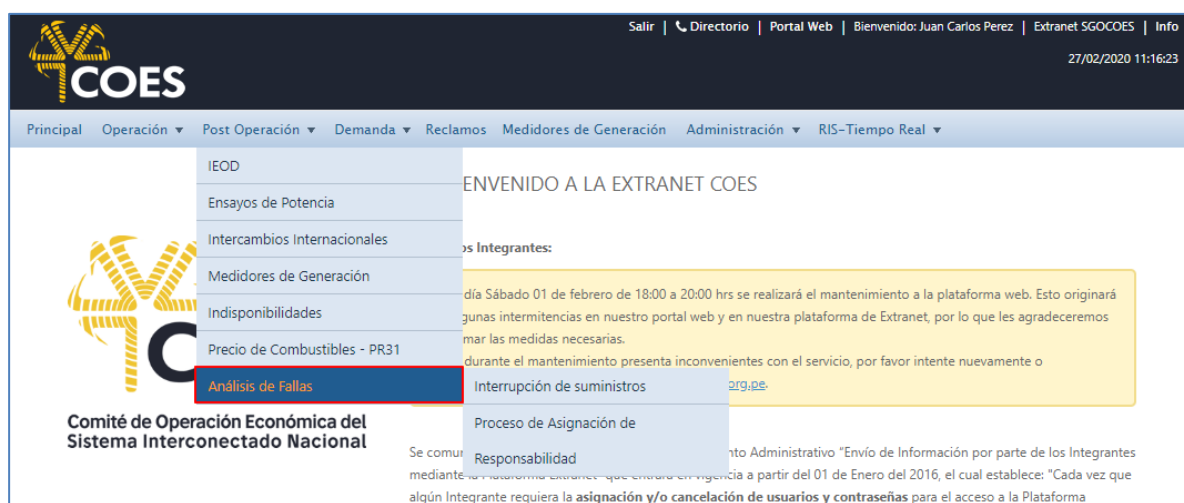 Salir | Directorio | Portal Web | Bienvenido: Juan Carlos Perez | Extranet SGOCOES | Info
27/02/2020 11:16:23
COES
Principal Operación ▼ Post Operación ▼ Demanda ▼ Reclamos Medidores de Generación Administración ▼ RIS-Tiempo Real ▼
IEOD
Ensayos de Potencia
Intercambios Internacionales
Medidores de Generación
Indisponibilidades
Precio de Combustibles - PR31
Análisis de Fallas
Interrupción de suministros
Proceso de Asignación de
Responsabilidad
ENVENIDO A LA EXTRANET COES
os Integrantes:
día Sábado 01 de febrero de 18:00 a 20:00 hrs se realizará el mantenimiento a la plataforma web. Esto originará
gunas intermitencias en nuestro portal web y en nuestra plataforma de Extranet, por lo que les agradeceremos
mar las medidas necesarias.
durante el mantenimiento presenta inconvenientes con el servicio, por favor intente nuevamente o
org.pe.
C
Comité de Operación Económica del
Sistema Interconectado Nacional
Se comu nto Administrativo "Envío de Información por parte de los Integrantes
mediante la Plataforma Extranet" que entrará en vigencia a partir del 01 de Enero del 2016, el cual establece: "Cada vez que
algún Integrante requiera la asignación y/o cancelación de usuarios y contraseñas para el acceso a la Plataforma